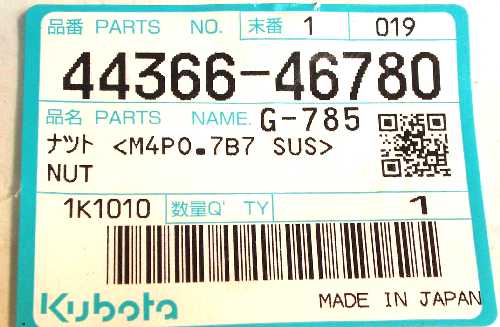 品番 PARTS NO. 末番 1 019
44366-46780
品名 PARTS NAME. G-785
ナツト <M4P0.7B7 SUS>
NUT
1K1010 数量Q' TY 1
Kubota MADE IN JAPAN